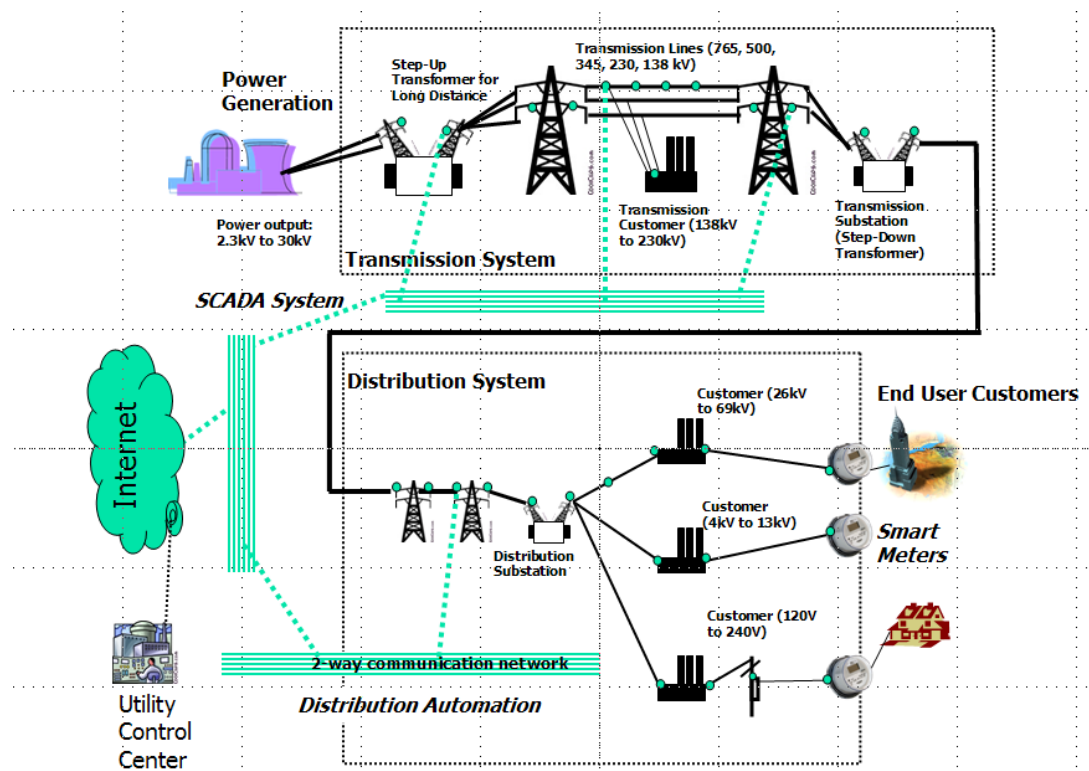 Power
Generation
Power output:
2.3kV to 30kV
Step-Up
Transformer for
Long Distance
Transmission Lines (765, 500,
345, 230, 138 kV)
Transmission
Customer (138kV
to 230kV)
Transmission
Substation
(Step-Down
Transformer)
Transmission System
SCADA System
Internet
Utility
Control
Center
Distribution System
Distribution
Substation
Customer (26kV
to 69kV)
Customer
(4kV to 13kV)
Customer (120V
to 240V)
End User Customers
Smart
Meters
2-way communication network
Distribution Automation